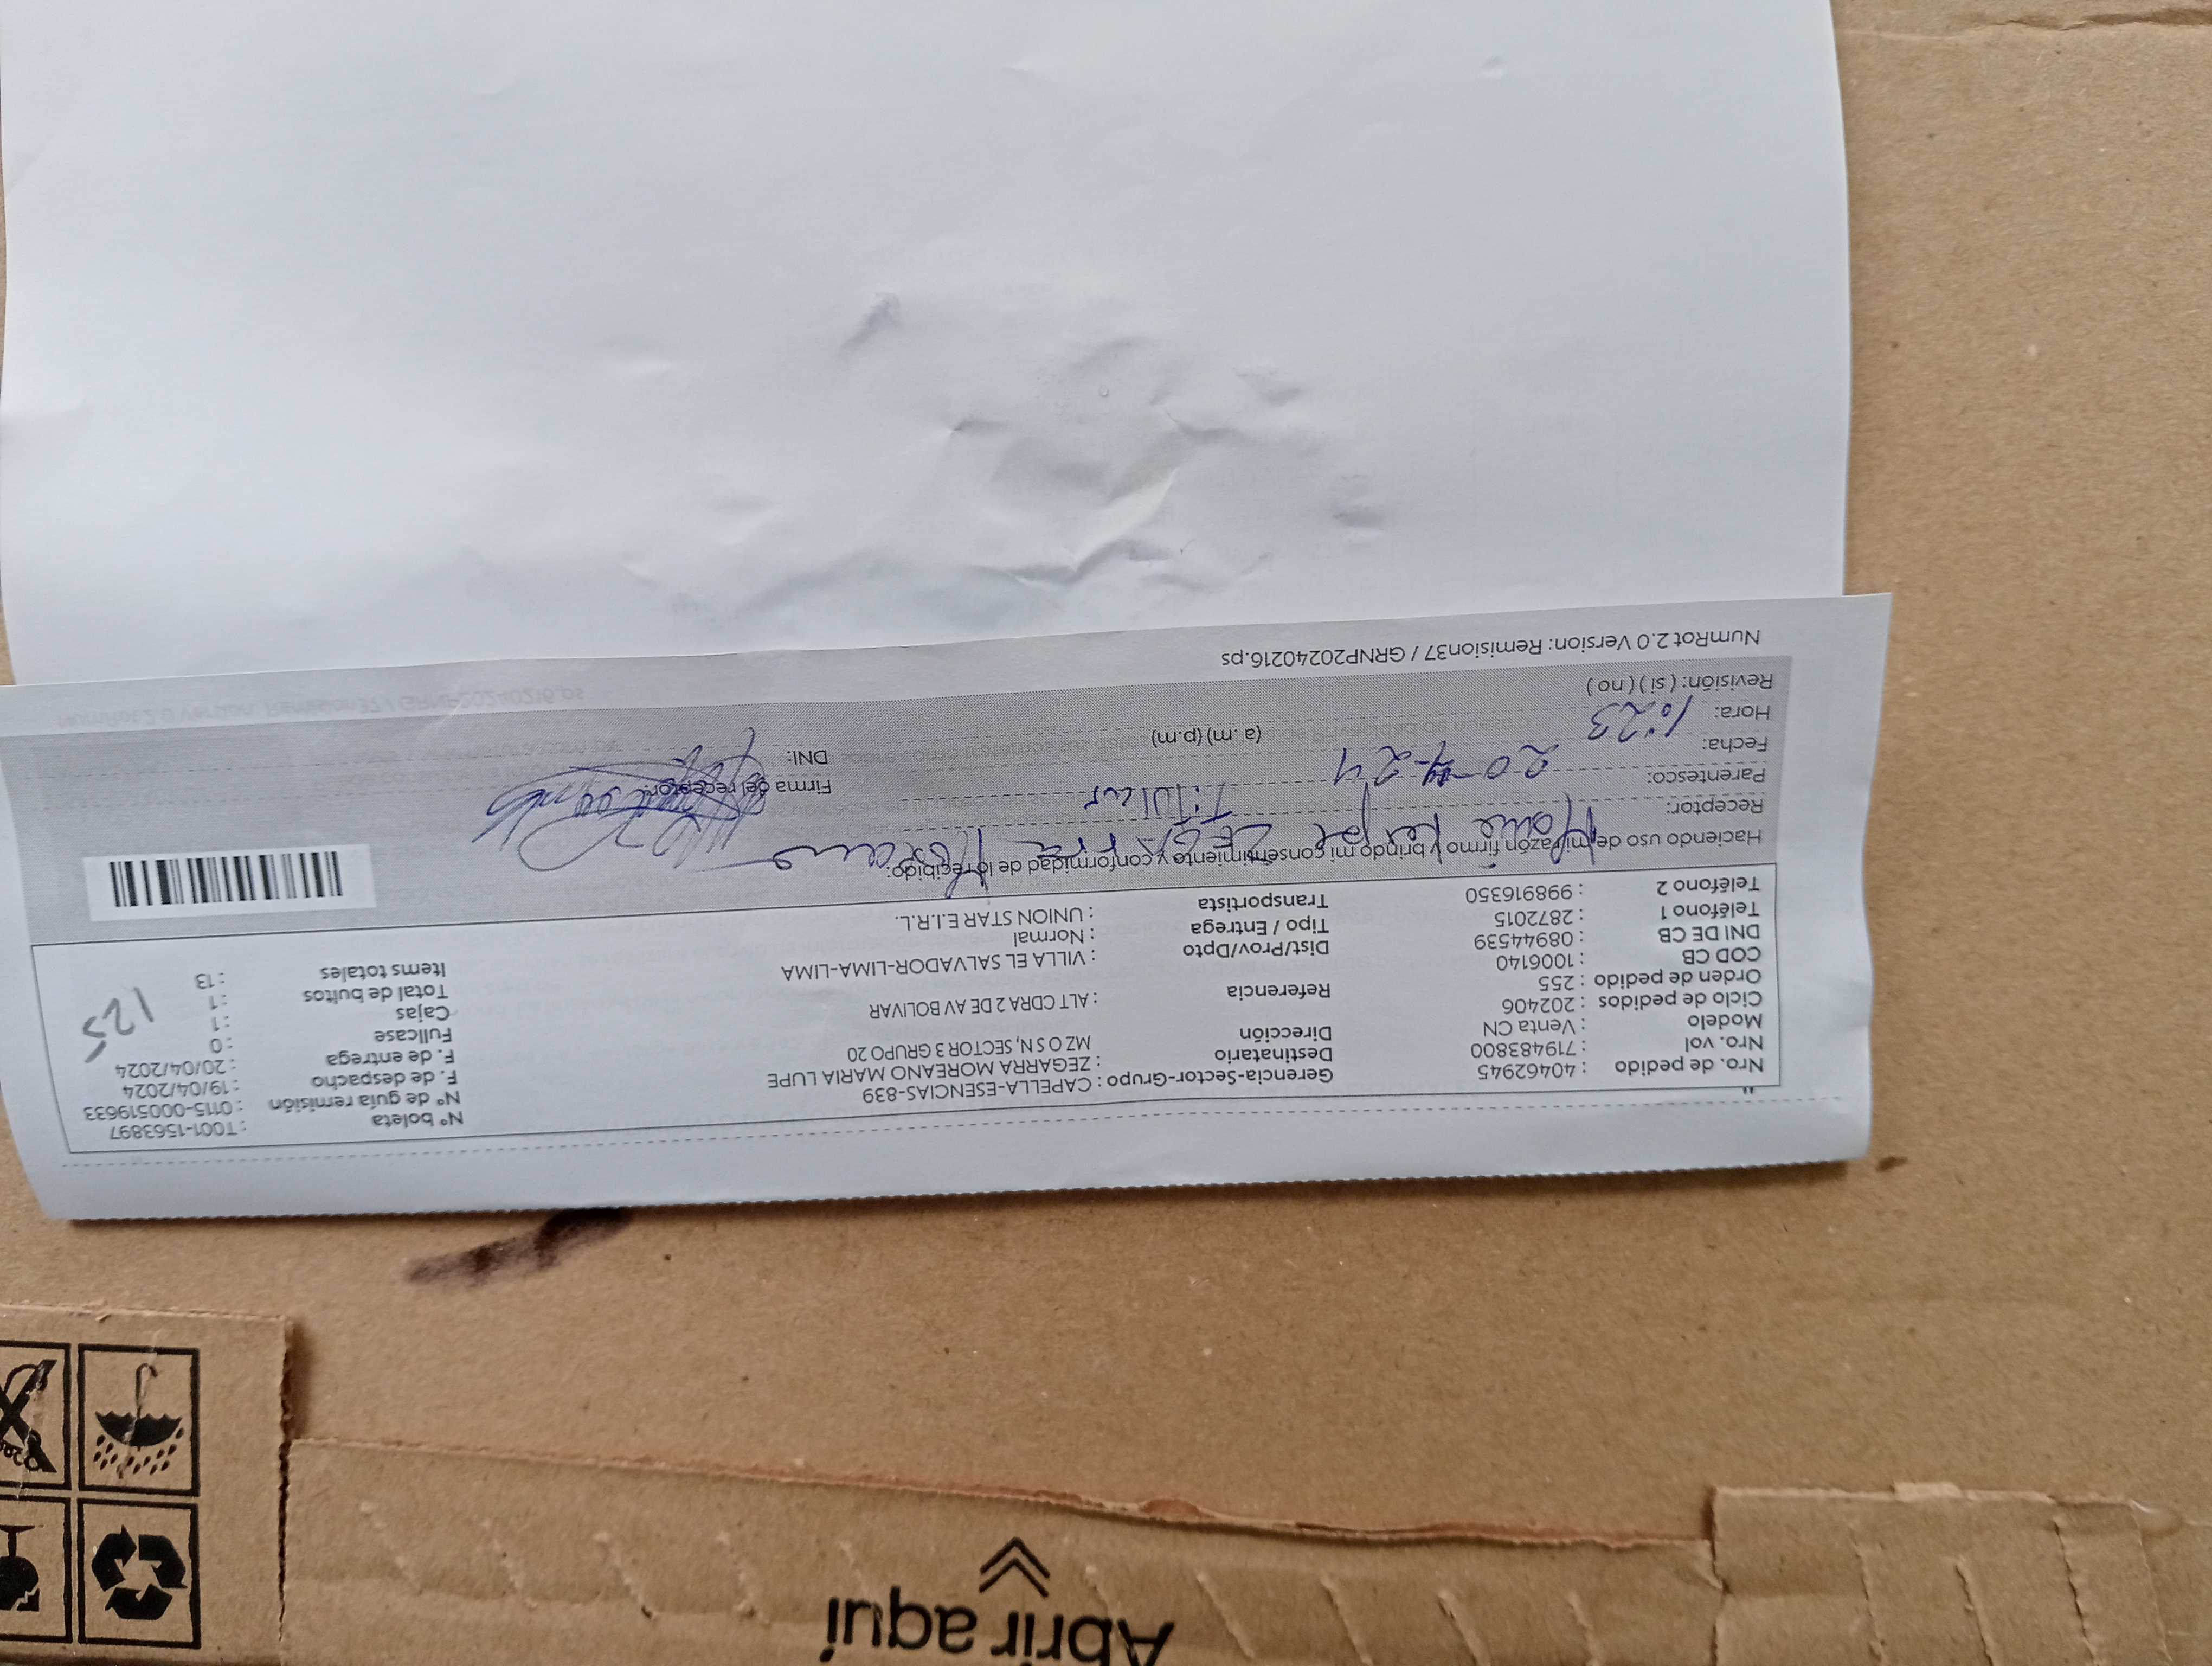 Nro. de pedido : 40462945
Nro. vol. : 719483800
Modelo : Venta CN
Ciclo de pedidos : 202406
Orden de pedido : 255
COD CB : 1006140
DNI DE CB : 08944539
Teléfono 1 : 2872015
Teléfono 2 : 998916350
Gerencia-Sector-Grupo : CAPELLA-ESENCIAS-839
Destinatario : ZEGARRA MOREANO MARIA LUPE
Dirección MZ O S N, SECTOR 3 GRUPO 20
Referencia : ALT CDRA 2 DE AV BOLIVAR
Dist/Prov/Dpto : VILLA EL SALVADOR-LIMA-LIMA
Tipo / Entrega : Normal
Transportista : UNION STAR E.I.R.L.
N° boleta : T001-1563897
N° de guía remisión : 0115-000519633
F. de despacho : 19/04/2024
F. de entrega : 20/04/2024
Fullcase : 0
Cajas : 1
Total de bultos : 1
Items totales : 13
125
Haciendo uso de mi razón firmo y brindo mi consentimiento y conformidad de lo recibido:
Receptor: ZEGARRA
Parentesco: Titular
Fecha: 20-4-24
Hora: 1:23 (a.m) (p.m)
Revisión: ( si ) ( no )
Firma del receptor:
DNI:
NumRot 2.0 Version: Remision37 / GRNP20240216.ps
Abrir aquí